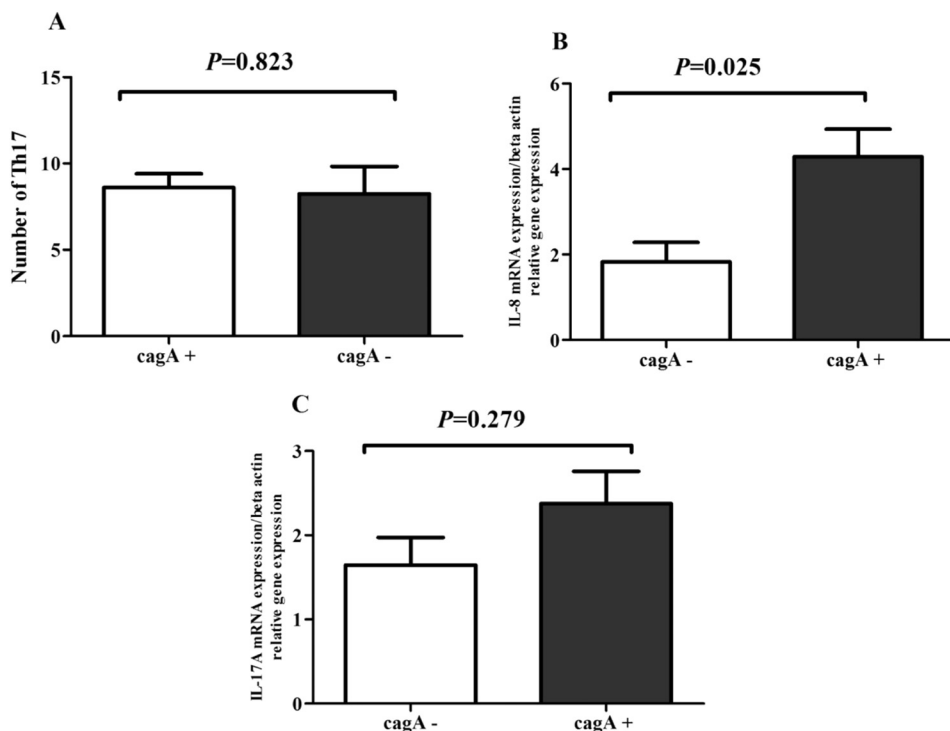 A
P=0.823
Number of Th17
15
10
5
0
cagA +
cagA -
B
P=0.025
IL-8 mRNA expression/beta actin
relative gene expression
6
4
2
0
cagA -
cagA +
C
P=0.279
IL-17A mRNA expression/beta actin
relative gene expression
3
2
1
0
cagA -
cagA +